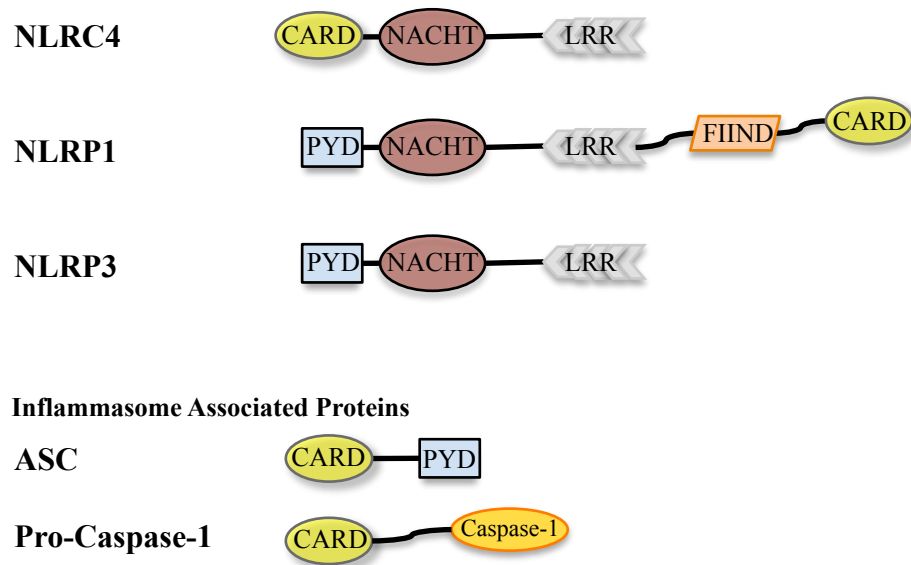 NLRC4 CARD NACHT LRR
NLRP1 PYD NACHT LRR FIIND CARD
NLRP3 PYD NACHT LRR
Inflammasome Associated Proteins
ASC CARD PYD
Pro-Caspase-1 CARD Caspase-1